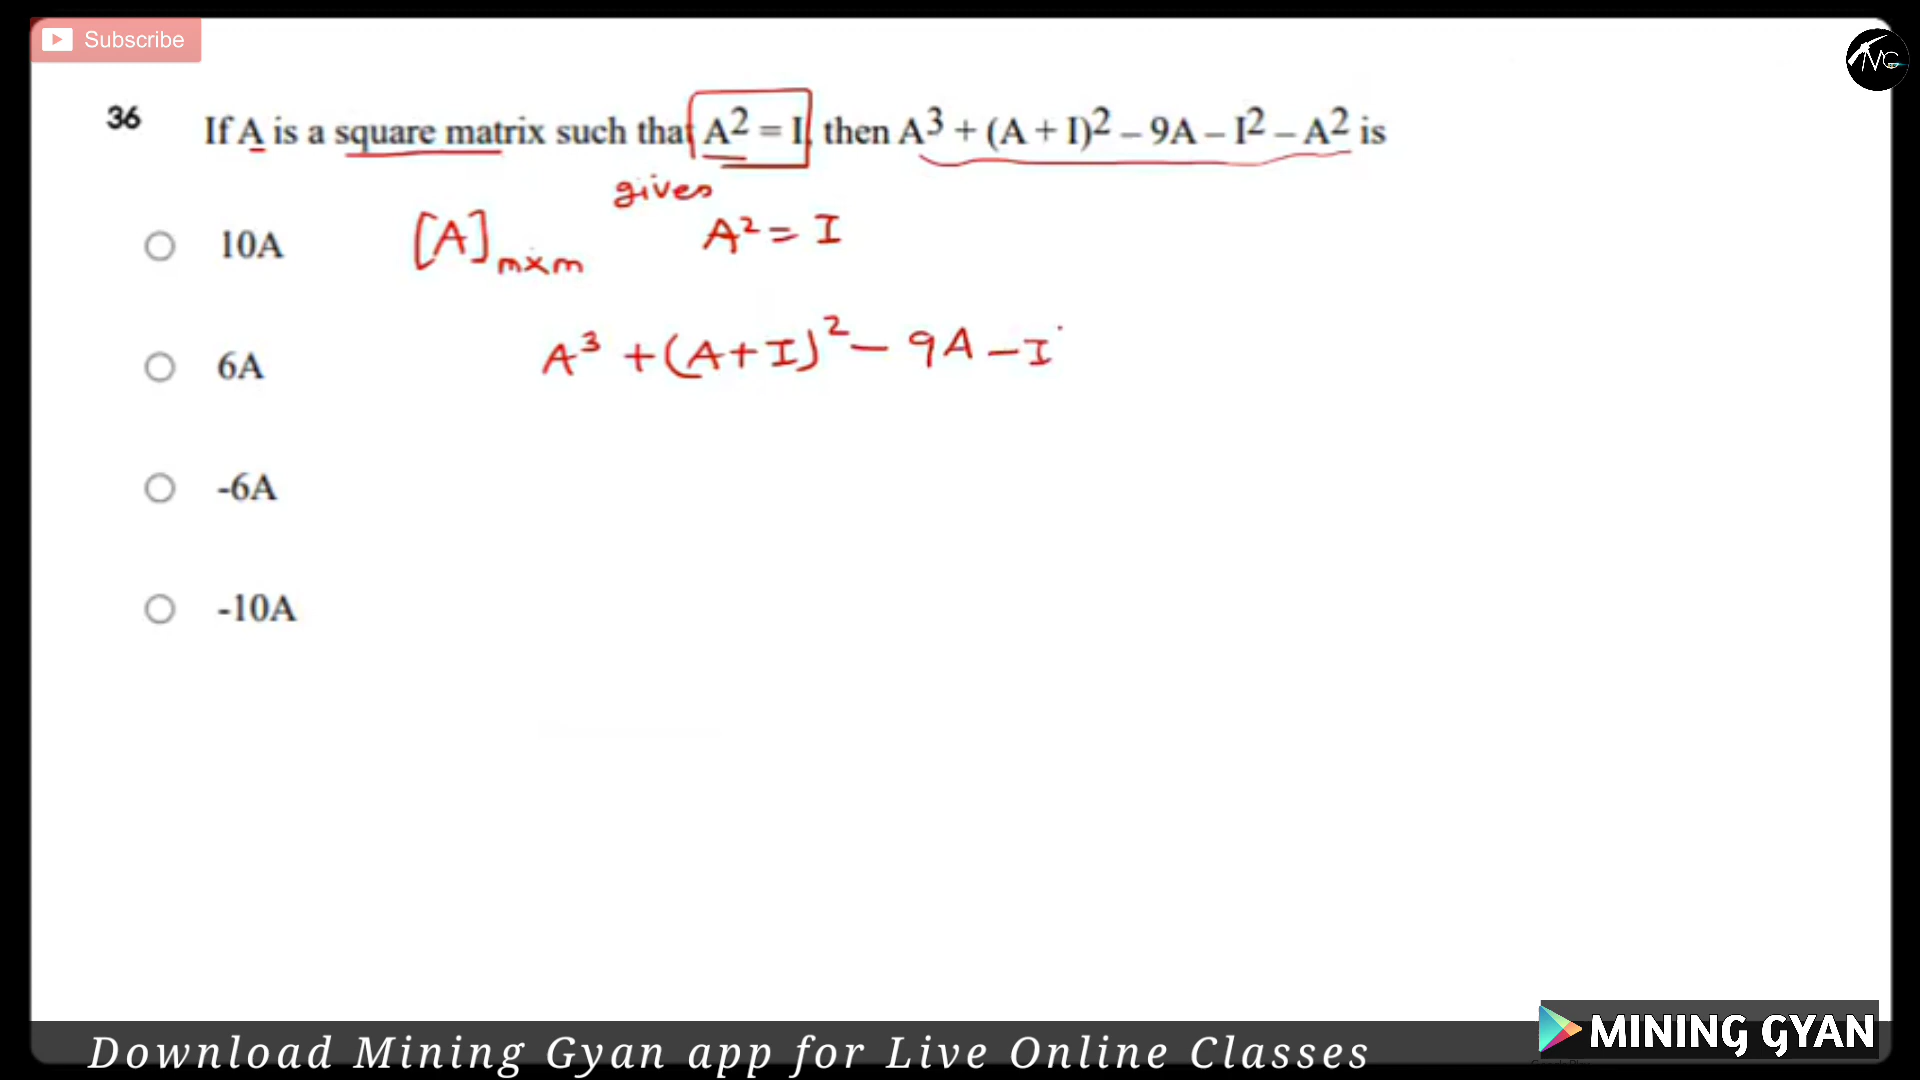 Subscribe
NG
36 If A is a square matrix such that A² = I, then A³ + (A + I)² – 9A – I² – A² is
gives
10A
[A]m×m
A² = I
6A
A³ + (A+I)² – 9A – I
-6A
-10A
Download Mining Gyan app for Live Online Classes
MINING GYAN